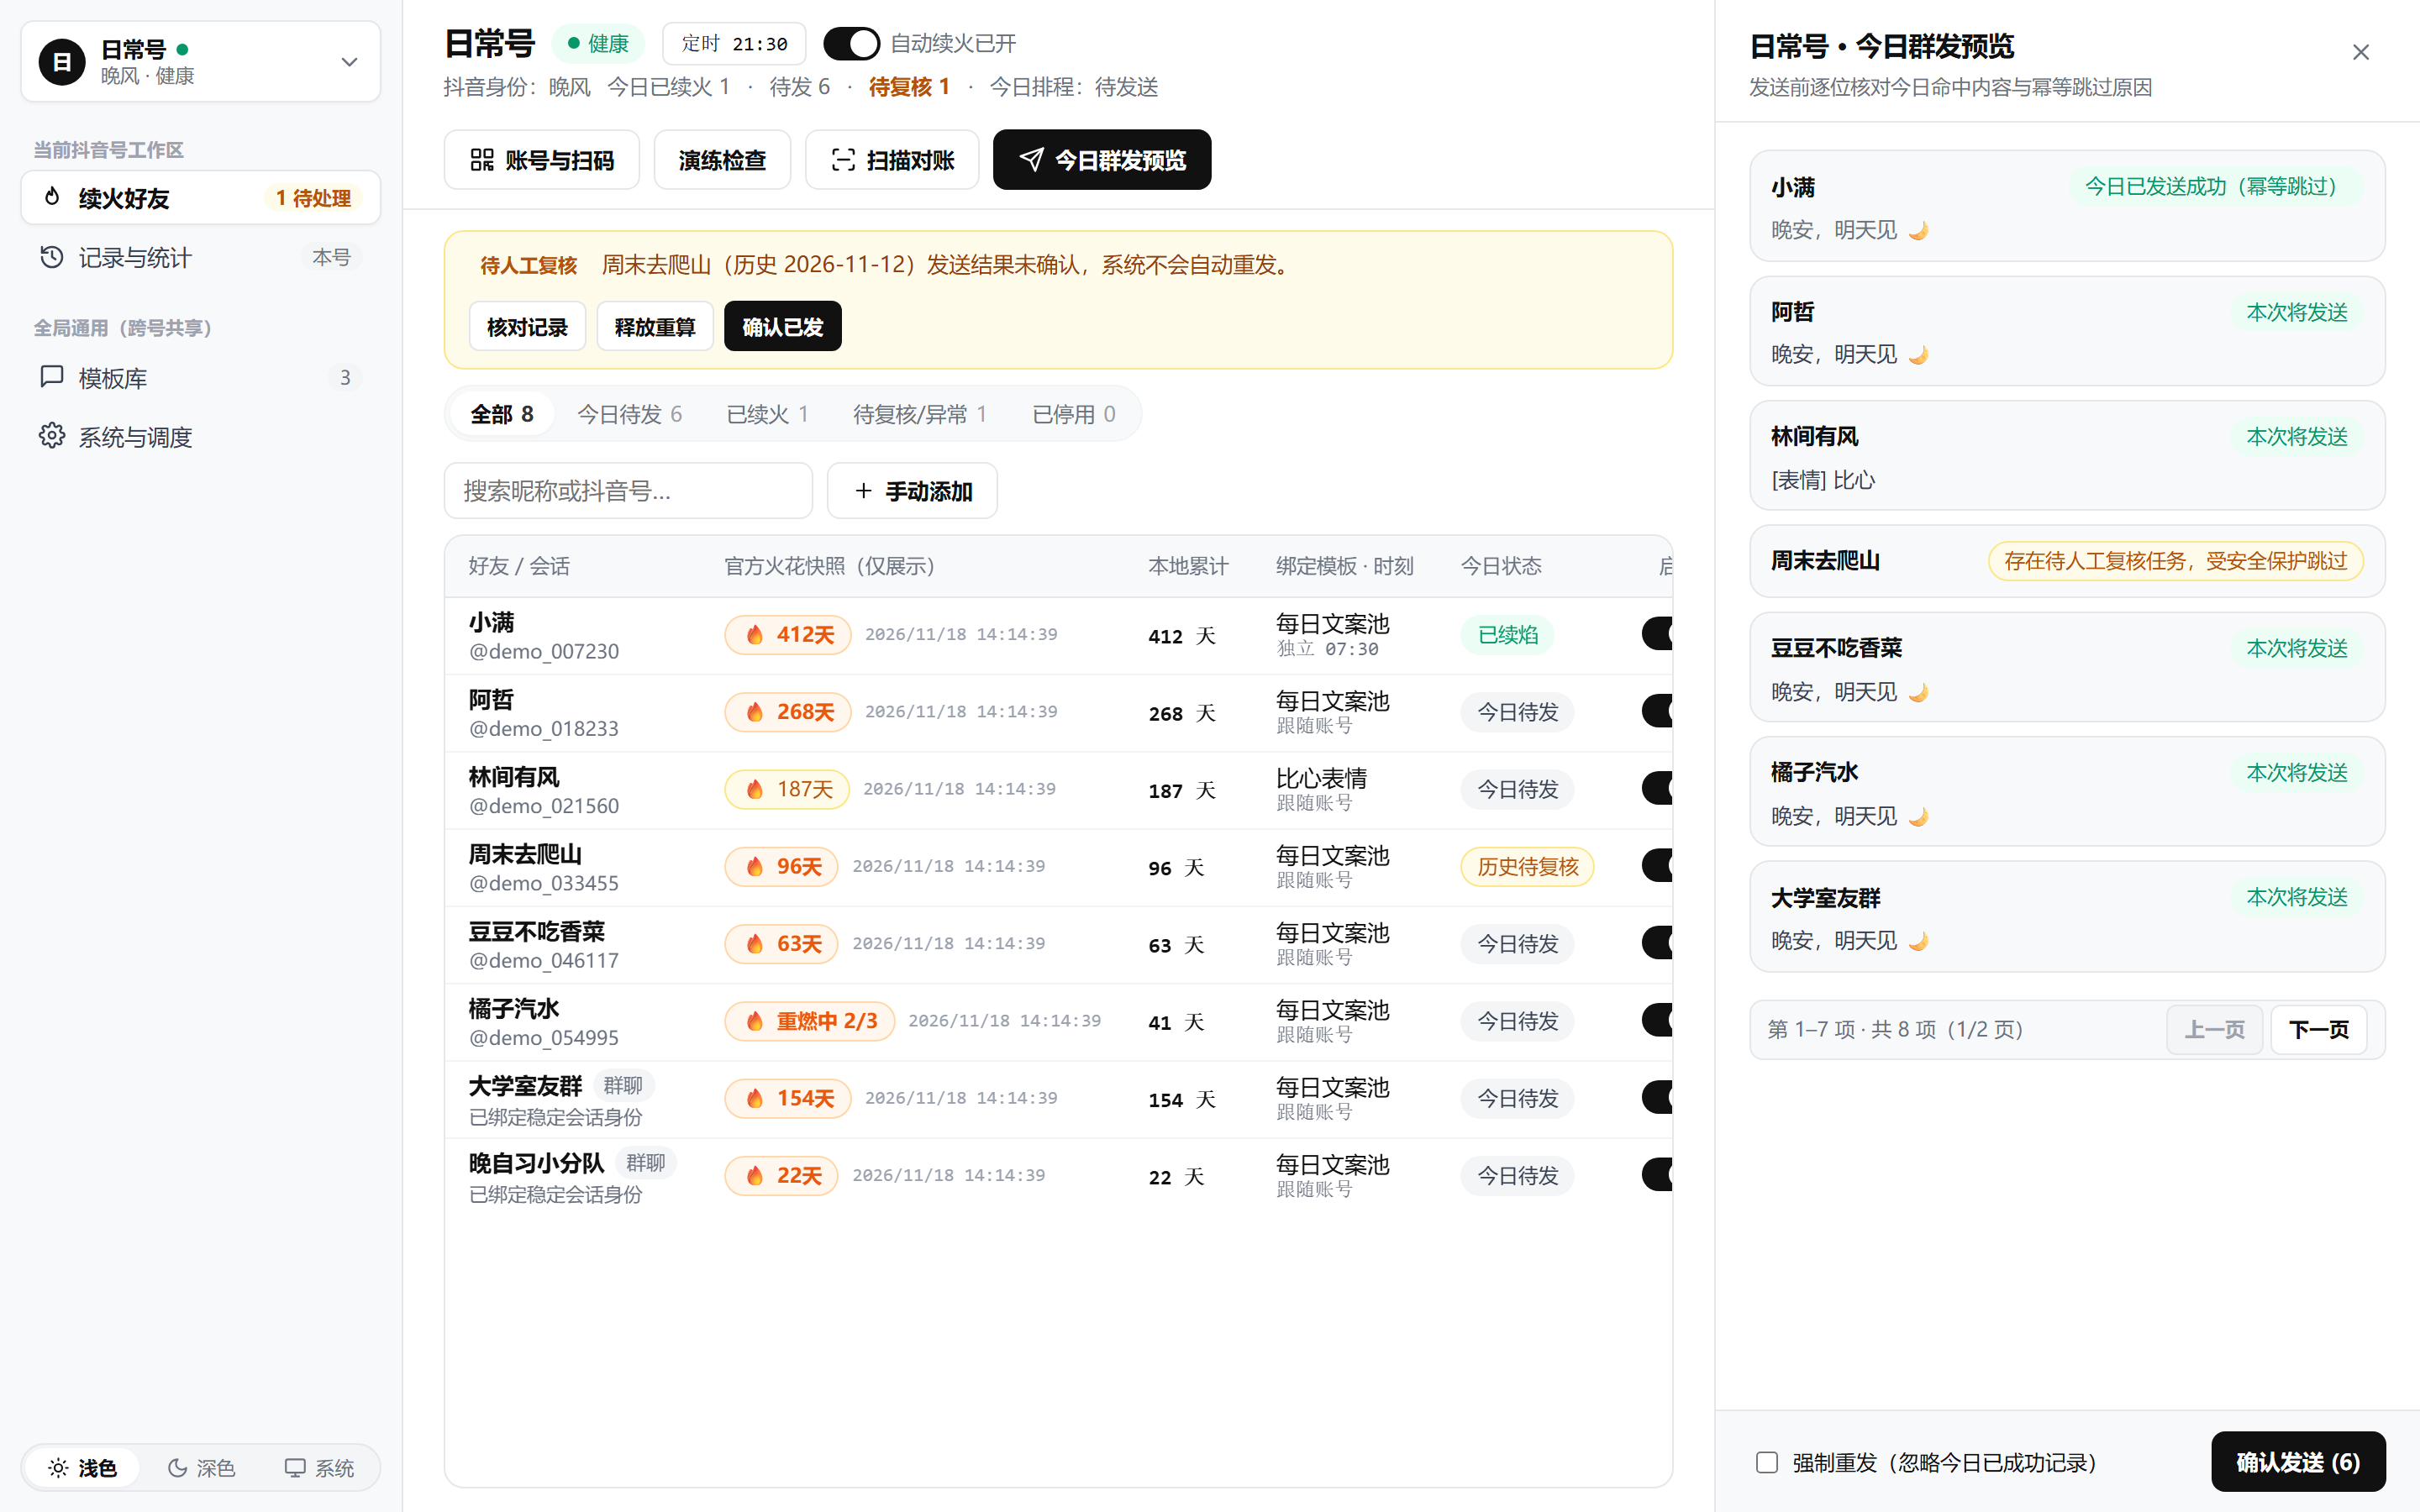 日
日常号
晚风 · 健康
当前抖音号工作区
续火好友
1 待处理
记录与统计
本号
全局通用（跨号共享）
模板库
3
系统与调度
浅色
深色
系统
日常号
健康
定时 21:30
自动续火已开
抖音身份：晚风 今日已续火 1 · 待发 6 · 待复核 1 · 今日排程：待发送
账号与扫码
演练检查
扫描对账
今日群发预览
待人工复核
周末去爬山（历史 2026-11-12）发送结果未确认，系统不会自动重发。
核对记录
释放重算
确认已发
全部 8
今日待发 6
已续火 1
待复核/异常 1
已停用 0
搜索昵称或抖音号...
手动添加
好友 / 会话
官方火花快照（仅展示）
本地累计
绑定模板 · 时刻
今日状态
小满
@demo_007230
🔥 412天
2026/11/18 14:14:39
412 天
每日文案池
独立 07:30
已续焰
阿哲
@demo_018233
🔥 268天
2026/11/18 14:14:39
268 天
每日文案池
跟随账号
今日待发
林间有风
@demo_021560
🔥 187天
2026/11/18 14:14:39
187 天
比心表情
跟随账号
今日待发
周末去爬山
@demo_033455
🔥 96天
2026/11/18 14:14:39
96 天
每日文案池
跟随账号
历史待复核
豆豆不吃香菜
@demo_046117
🔥 63天
2026/11/18 14:14:39
63 天
每日文案池
跟随账号
今日待发
橘子汽水
@demo_054995
🔥 重燃中 2/3
2026/11/18 14:14:39
41 天
每日文案池
跟随账号
今日待发
大学室友群
群聊
已绑定稳定会话身份
🔥 154天
2026/11/18 14:14:39
154 天
每日文案池
跟随账号
今日待发
晚自习小分队
群聊
已绑定稳定会话身份
🔥 22天
2026/11/18 14:14:39
22 天
每日文案池
跟随账号
今日待发
日常号 • 今日群发预览
发送前逐位核对今日命中内容与幂等跳过原因
小满
今日已发送成功（幂等跳过）
晚安，明天见 🌙
阿哲
本次将发送
晚安，明天见 🌙
林间有风
本次将发送
[表情] 比心
周末去爬山
存在待人工复核任务，受安全保护跳过
豆豆不吃香菜
本次将发送
晚安，明天见 🌙
橘子汽水
本次将发送
晚安，明天见 🌙
大学室友群
本次将发送
晚安，明天见 🌙
第 1–7 项 · 共 8 项（1/2 页）
上一页
下一页
强制重发（忽略今日已成功记录）
确认发送 (6)